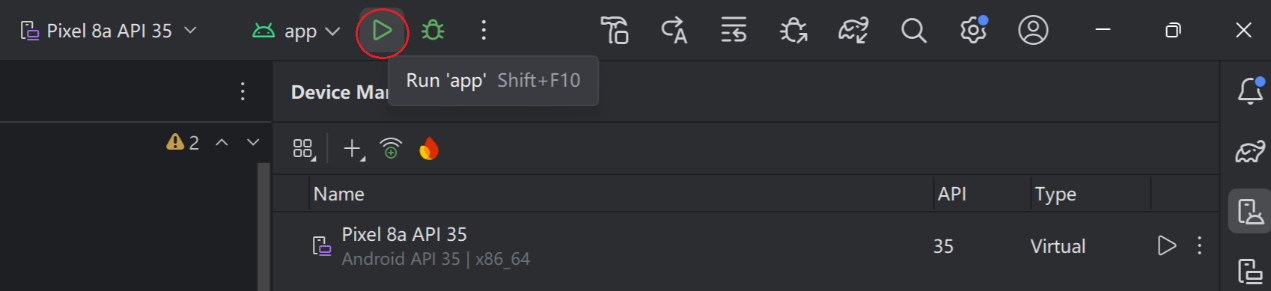 Pixel 8a API 35
app
Run 'app' Shift+F10
Device Ma
2
Name API Type
Pixel 8a API 35
Android API 35 | x86_64
35 Virtual